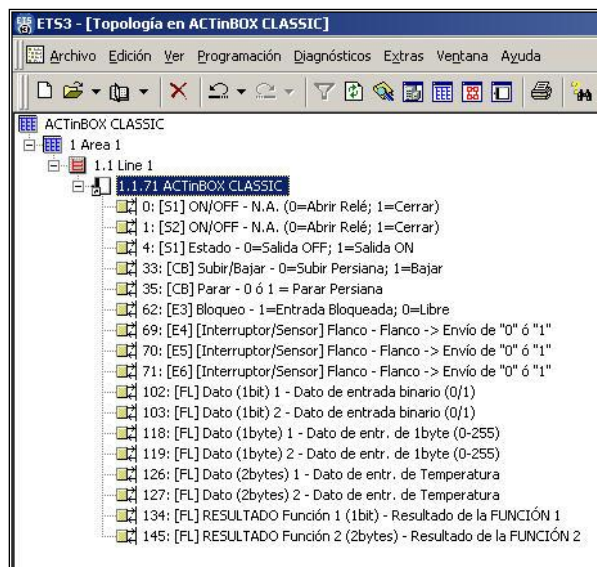 ETS3 - [Topología en ACTinBOX CLASSIC]
Archivo Edición Ver Programación Diagnósticos Extras Ventana Ayuda
ACTinBOX CLASSIC
1 Area 1
1.1 Line 1
1.1.71 ACTinBOX CLASSIC
0: [S1] ON/OFF - N.A. (0=Abrir Relé; 1=Cerrar)
1: [S2] ON/OFF - N.A. (0=Abrir Relé; 1=Cerrar)
4: [S1] Estado - 0=Salida OFF; 1=Salida ON
33: [CB] Subir/Bajar - 0=Subir Persiana; 1=Bajar
35: [CB] Parar - 0 ó 1 = Parar Persiana
62: [E3] Bloqueo - 1=Entrada Bloqueada; 0=Libre
69: [E4] [Interruptor/Sensor] Flanco - Flanco -> Envío de "0" ó "1"
70: [E5] [Interruptor/Sensor] Flanco - Flanco -> Envío de "0" ó "1"
71: [E6] [Interruptor/Sensor] Flanco - Flanco -> Envío de "0" ó "1"
102: [FL] Dato (1bit) 1 - Dato de entrada binario (0/1)
103: [FL] Dato (1bit) 2 - Dato de entrada binario (0/1)
118: [FL] Dato (1byte) 1 - Dato de entr. de 1byte (0-255)
119: [FL] Dato (1byte) 2 - Dato de entr. de 1byte (0-255)
126: [FL] Dato (2bytes) 1 - Dato de entr. de Temperatura
127: [FL] Dato (2bytes) 2 - Dato de entr. de Temperatura
134: [FL] RESULTADO Función 1 (1bit) - Resultado de la FUNCIÓN 1
145: [FL] RESULTADO Función 2 (2bytes) - Resultado de la FUNCIÓN 2